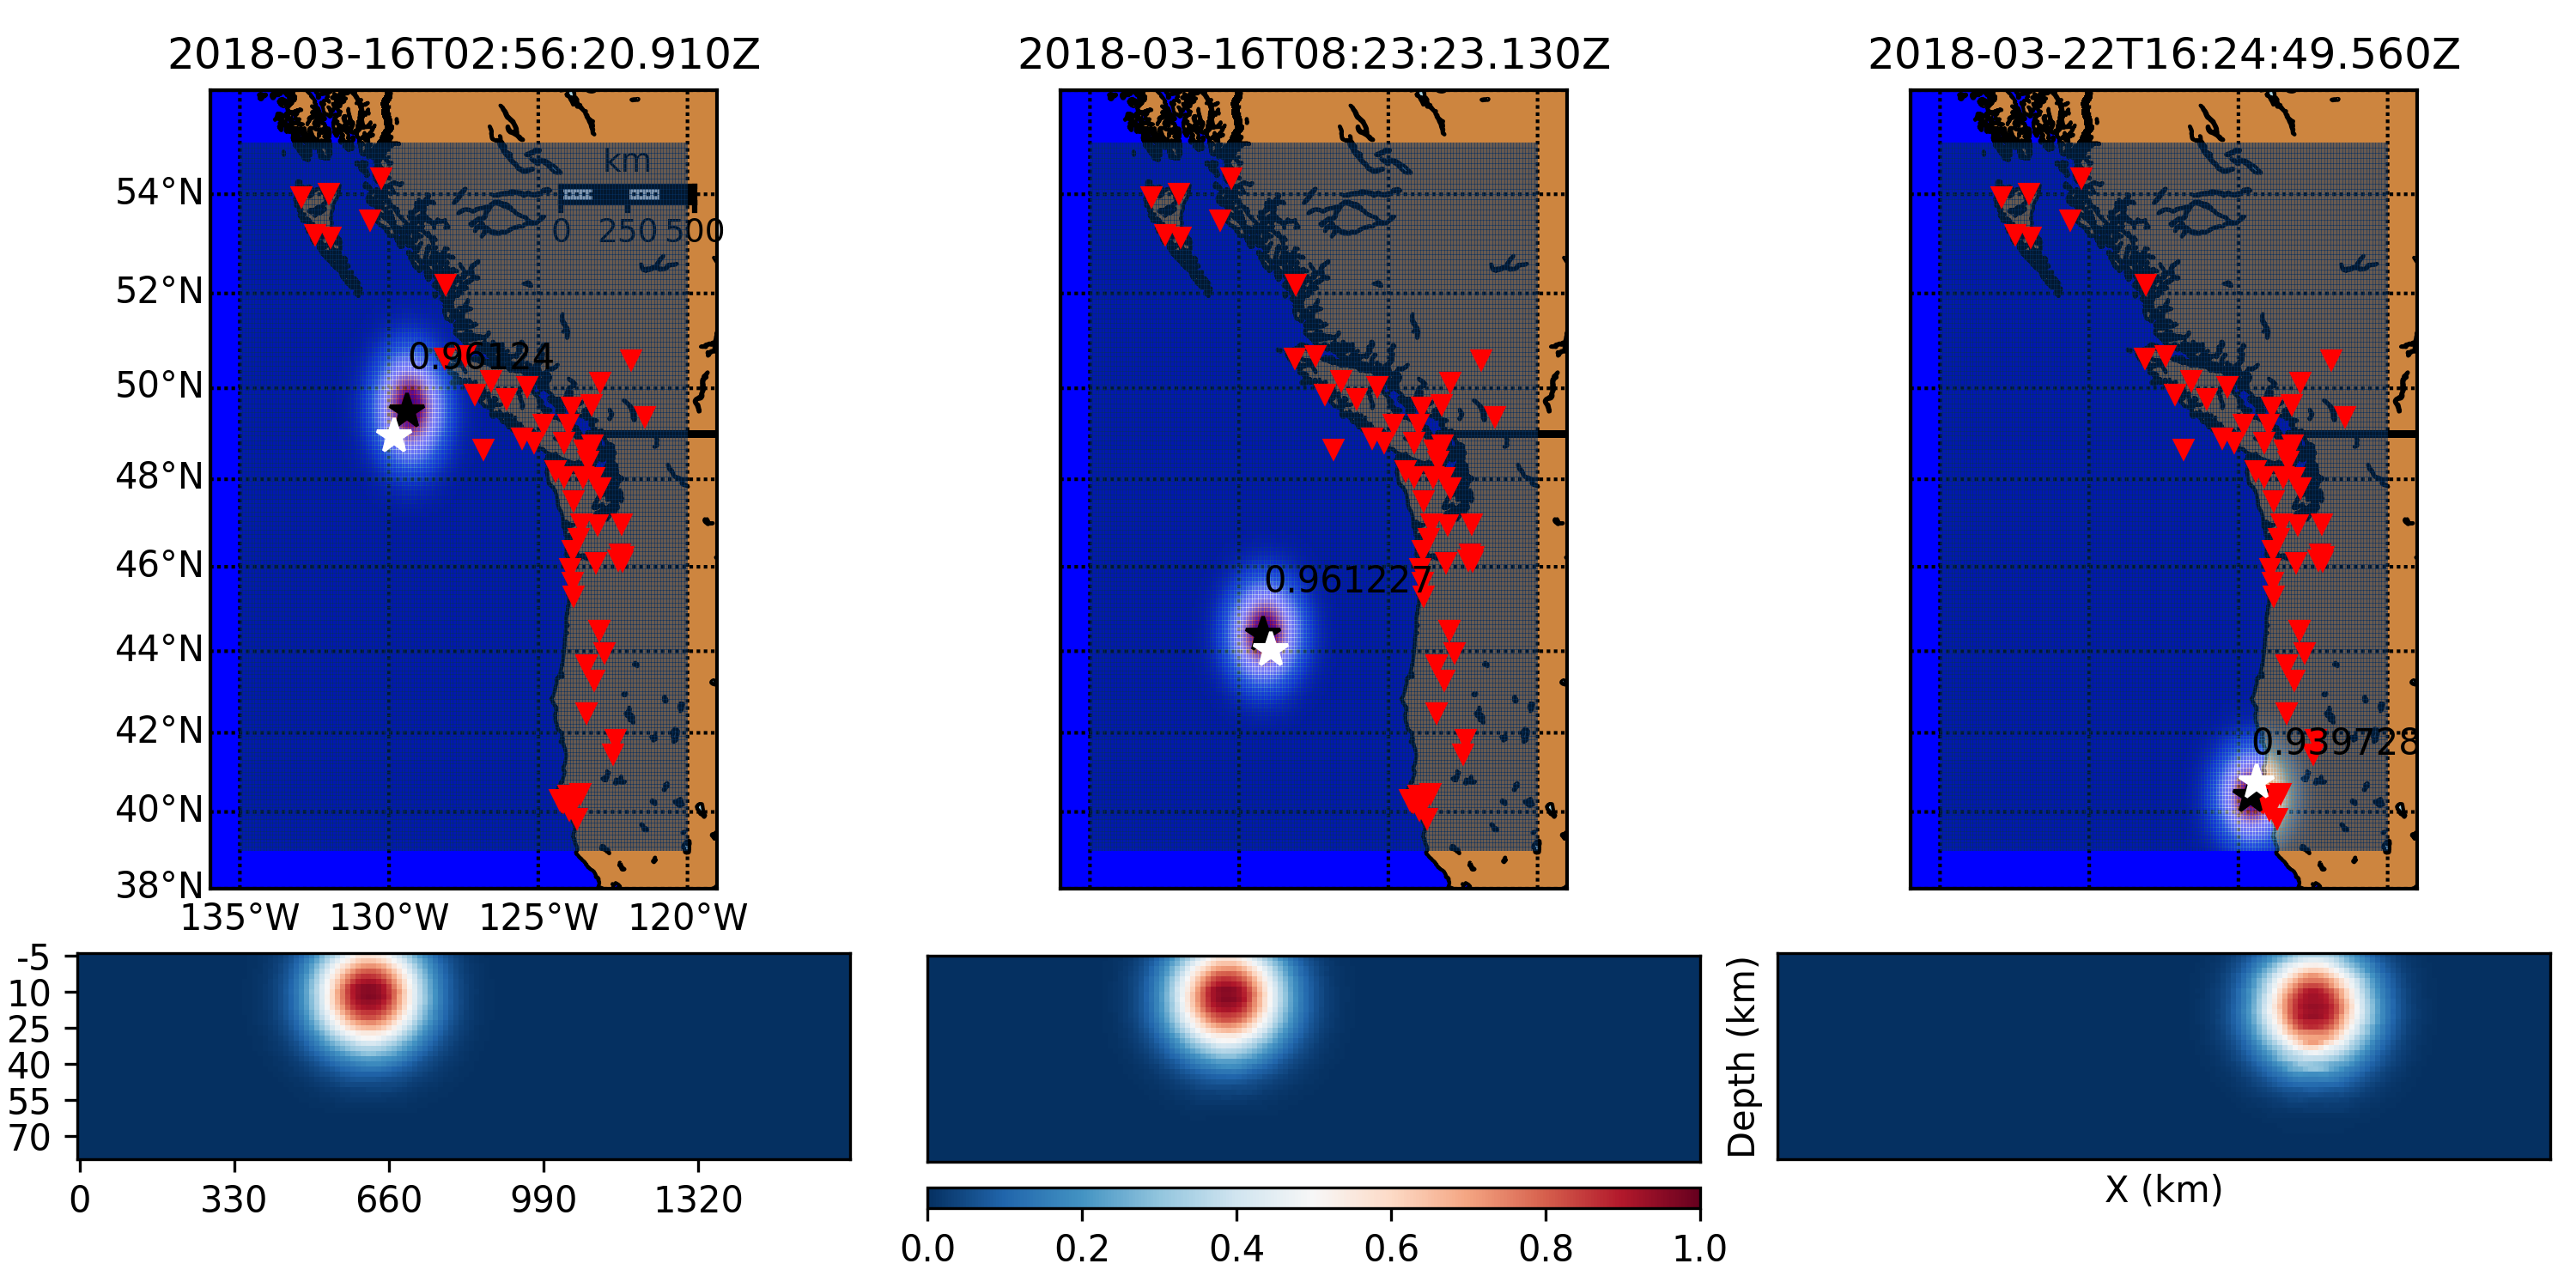 2018-03-16T02:56:20.910Z
2018-03-16T08:23:23.130Z
2018-03-22T16:24:49.560Z
km
0 250 500
54°N
52°N
50°N
48°N
46°N
44°N
42°N
40°N
38°N
135°W 130°W 125°W 120°W
0.96124
0.961227
0.939728
-5
10
25
40
55
70
0 330 660 990 1320
0.0 0.2 0.4 0.6 0.8 1.0
Depth (km)
X (km)